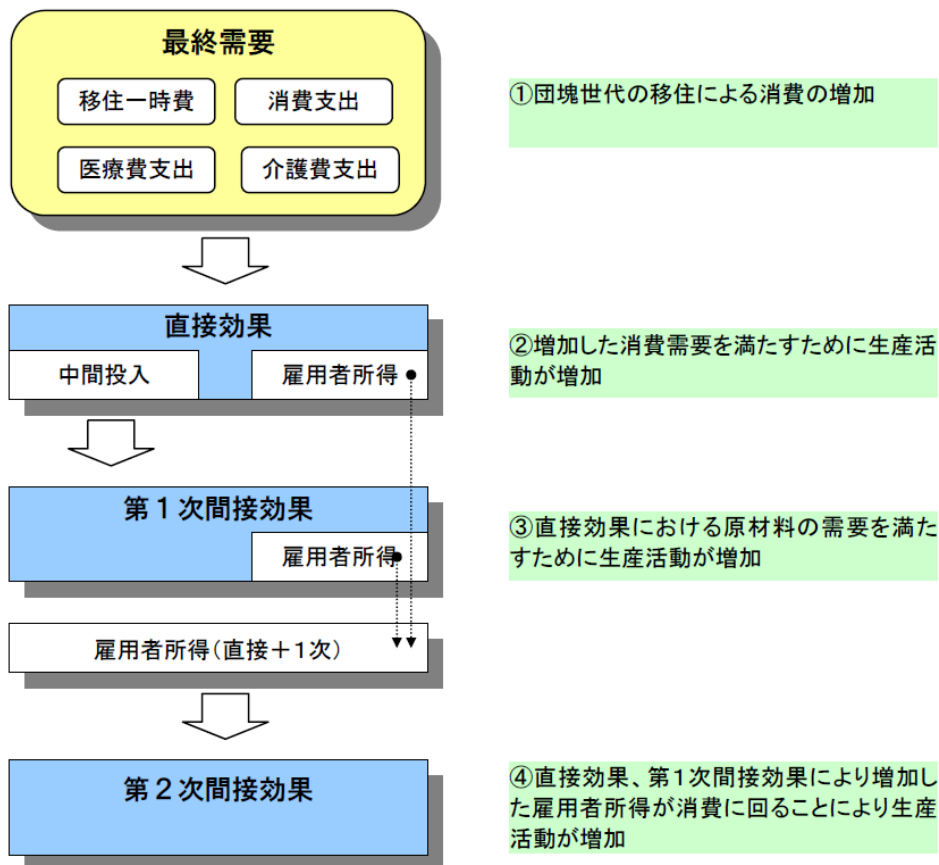 最終需要
移住一時費
消費支出
医療費支出
介護費支出
①団塊世代の移住による消費の増加
直接効果
中間投入
雇用者所得
②増加した消費需要を満たすために生産活
動が増加
第1次間接効果
雇用者所得
③直接効果における原材料の需要を満た
すために生産活動が増加
雇用者所得(直接+1次)
第2次間接効果
④直接効果、第1次間接効果により増加し
た雇用者所得が消費に回ることにより生産
活動が増加